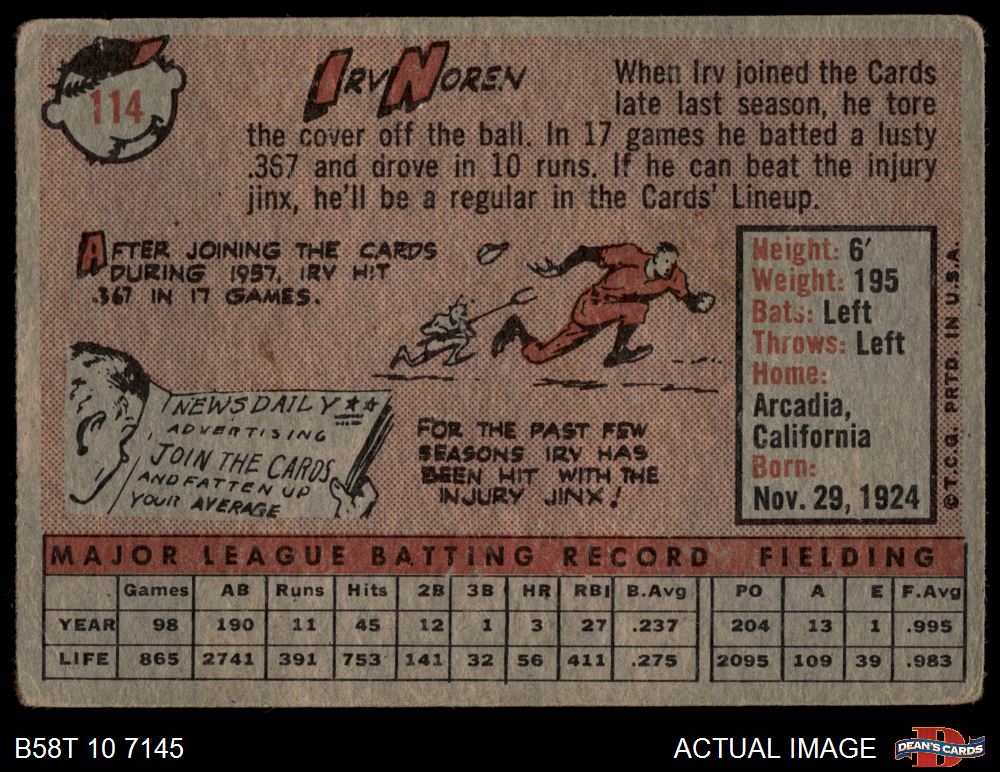 114
IRV NOREN
When Irv joined the Cards
late last season, he tore
the cover off the ball. In 17 games he batted a lusty
.367 and drove in 10 runs. If he can beat the injury
jinx, he'll be a regular in the Cards' Lineup.
AFTER JOINING THE CARDS
DURING 1957, IRV HIT
.367 IN 17 GAMES.
NEWS DAILY ★★
ADVERTISING
JOIN THE CARDS
AND FATTEN UP
YOUR AVERAGE
FOR THE PAST FEW
SEASONS IRV HAS
BEEN HIT WITH THE
INJURY JINX!
Height: 6'
Weight: 195
Bats: Left
Throws: Left
Home:
Arcadia,
California
Born:
Nov. 29, 1924
© T.C.G. PRTD. IN U.S.A.
MAJOR LEAGUE BATTING RECORD FIELDING
Games AB Runs Hits 2B 3B HR RBI B.Avg PO A E F.Avg
YEAR 98 190 11 45 12 1 3 27 .237 204 13 1 .995
LIFE 865 2741 391 753 141 32 56 411 .275 2095 109 39 .983
B58T 10 7145
ACTUAL IMAGE
DEAN'S CARDS